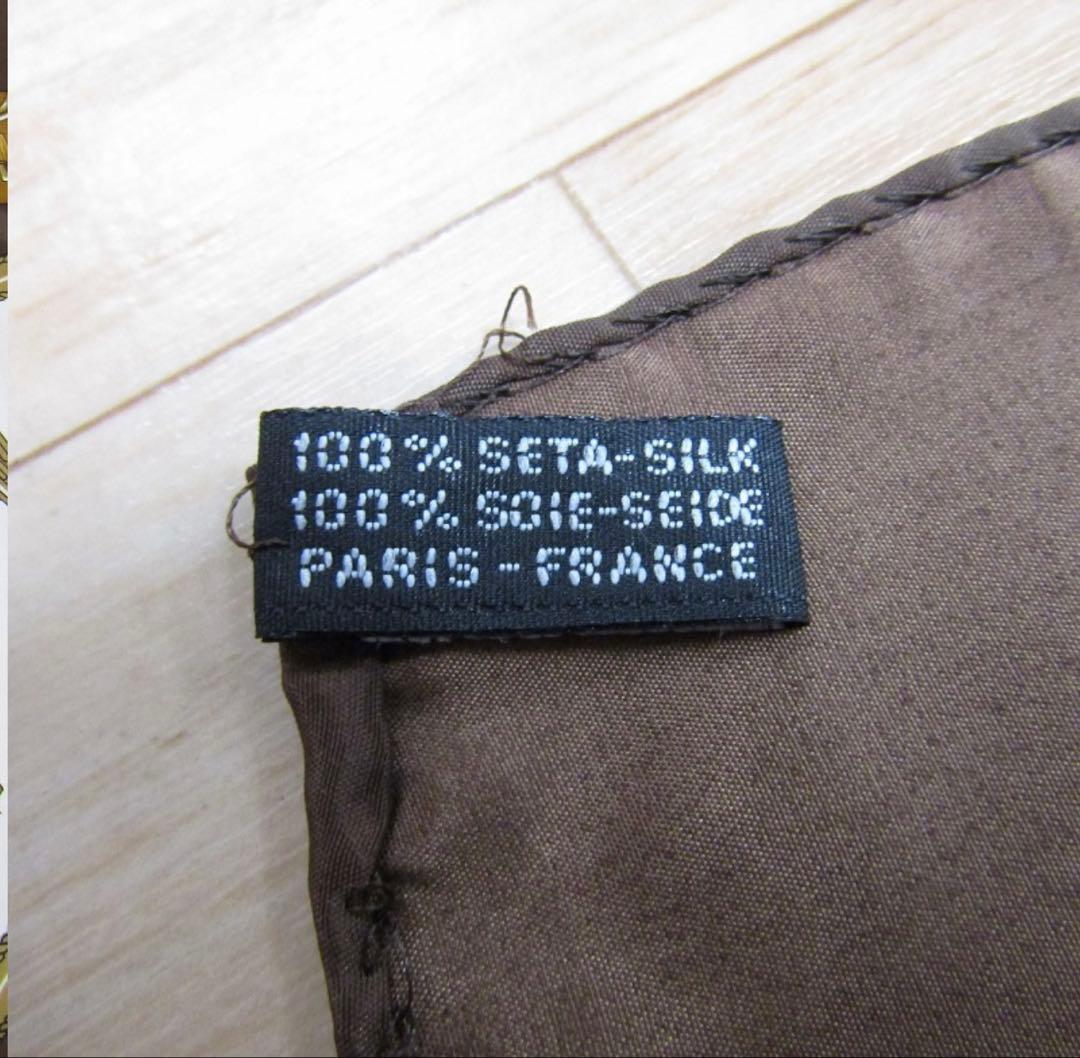 100% SETA-SILK
100% SOIE-SEIDE
PARIS - FRANCE